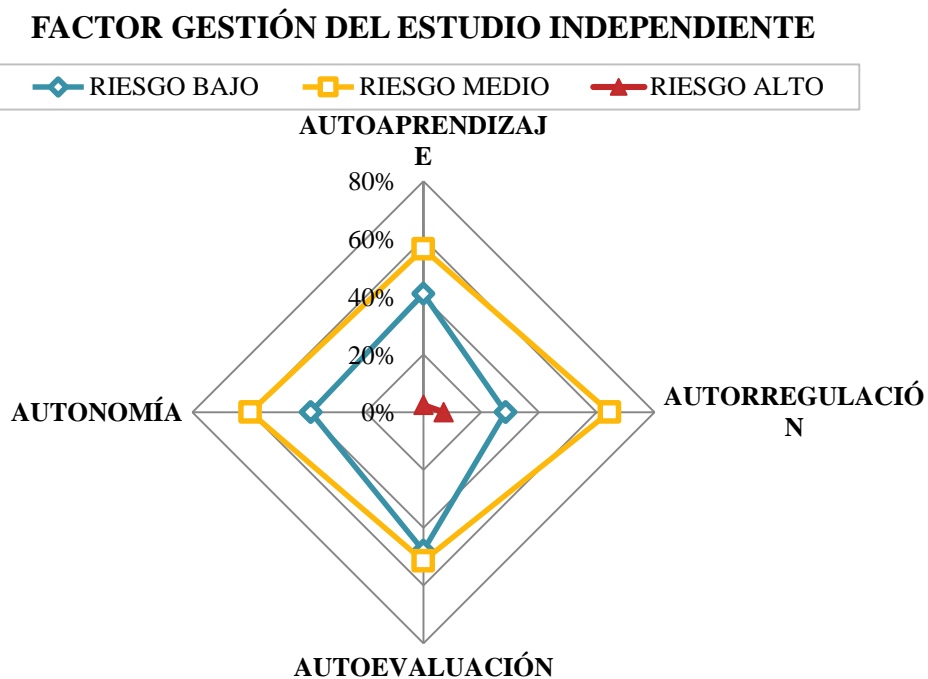 FACTOR GESTIÓN DEL ESTUDIO INDEPENDIENTE
RIESGO BAJO RIESGO MEDIO RIESGO ALTO
AUTOAPRENDIZAJ
E
80%
60%
40%
20%
0%
AUTONOMÍA
AUTORREGULACIÓ
N
AUTOEVALUACIÓN